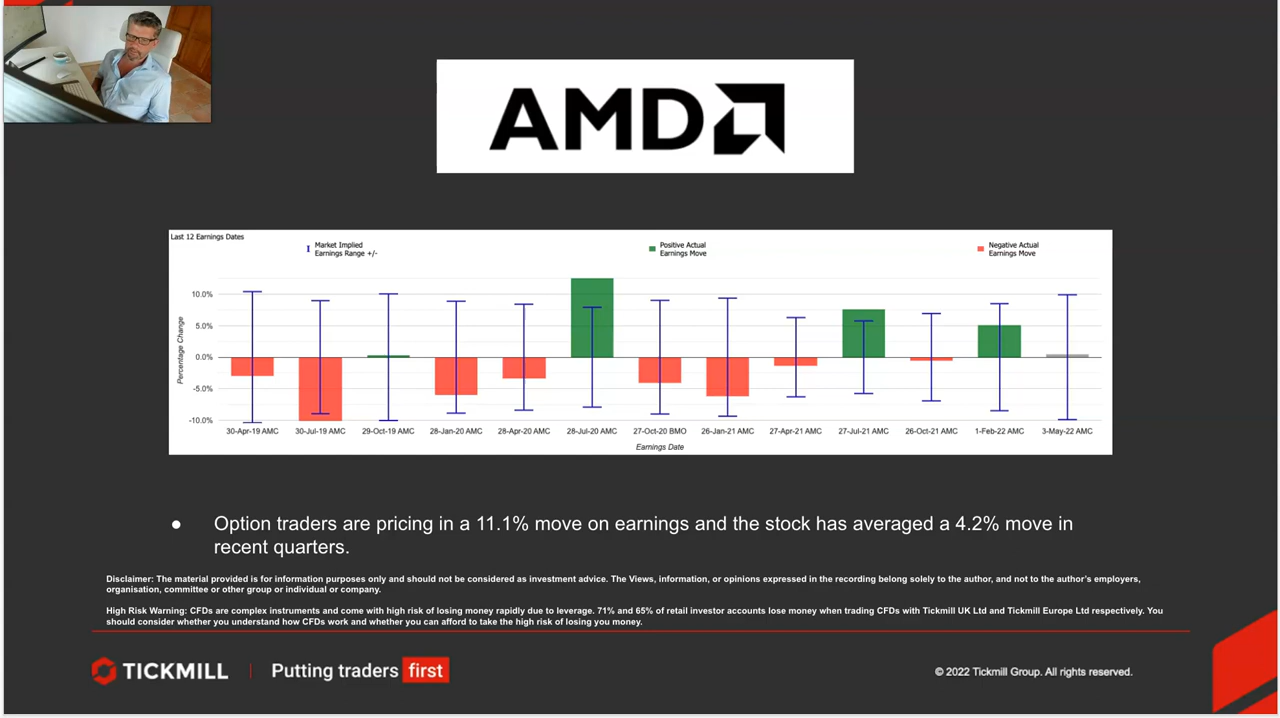 AMD
Last 12 Earnings Dates
Market Implied
Earnings Range +/-
Positive Actual
Earnings Move
Negative Actual
Earnings Move
Percentage Change
10.0%
5.0%
0.0%
-5.0%
-10.0%
30-Apr-19 AMC 30-Jul-19 AMC 29-Oct-19 AMC 28-Jan-20 AMC 28-Apr-20 AMC 28-Jul-20 AMC 27-Oct-20 BMO 26-Jan-21 AMC 27-Apr-21 AMC 27-Jul-21 AMC 26-Oct-21 AMC 1-Feb-22 AMC 3-May-22 AMC
Earnings Date
● Option traders are pricing in a 11.1% move on earnings and the stock has averaged a 4.2% move in
recent quarters.
Disclaimer: The material provided is for information purposes only and should not be considered as investment advice. The Views, information, or opinions expressed in the recording belong solely to the author, and not to the author's employers,
organisation, committee or other group or individual or company.
High Risk Warning: CFDs are complex instruments and come with high risk of losing money rapidly due to leverage. 71% and 65% of retail investor accounts lose money when trading CFDs with Tickmill UK Ltd and Tickmill Europe Ltd respectively. You
should consider whether you understand how CFDs work and whether you can afford to take the high risk of losing you money.
TICKMILL | Putting traders first
© 2022 Tickmill Group. All rights reserved.